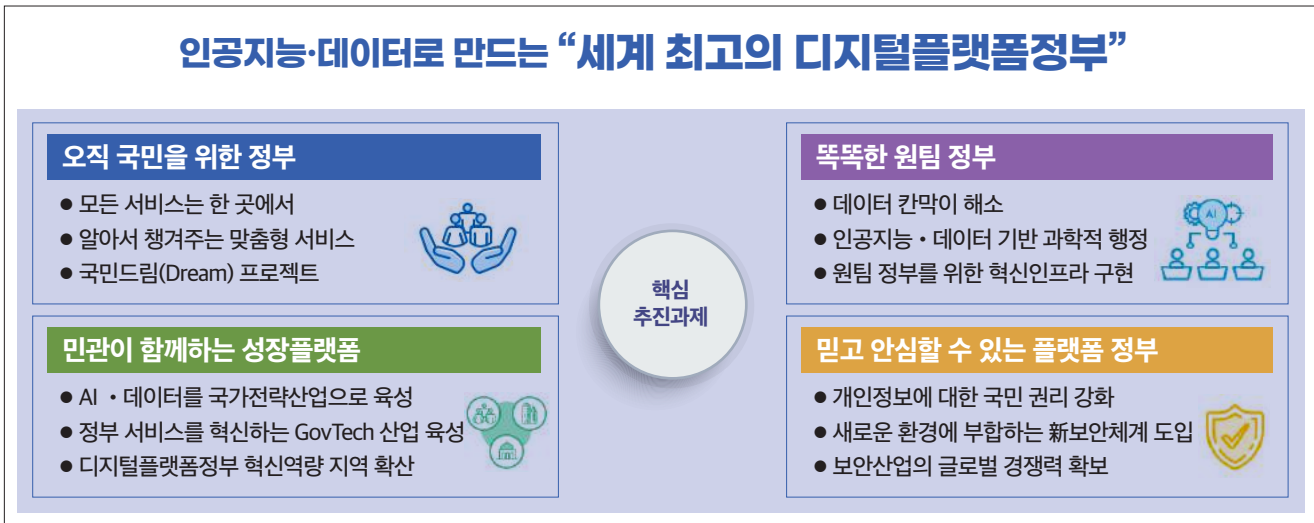 인공지능·데이터로 만드는 “세계 최고의 디지털플랫폼정부”
오직 국민을 위한 정부
● 모든 서비스는 한 곳에서
● 알아서 챙겨주는 맞춤형 서비스
● 국민드림(Dream) 프로젝트
똑똑한 원팀 정부
● 데이터 칸막이 해소
● 인공지능・데이터 기반 과학적 행정
● 원팀 정부를 위한 혁신인프라 구현
AI
핵심
추진과제
민관이 함께하는 성장플랫폼
● AI ・데이터를 국가전략산업으로 육성
● 정부 서비스를 혁신하는 GovTech 산업 육성
● 디지털플랫폼정부 혁신역량 지역 확산
믿고 안심할 수 있는 플랫폼 정부
● 개인정보에 대한 국민 권리 강화
● 새로운 환경에 부합하는 新보안체계 도입
● 보안산업의 글로벌 경쟁력 확보